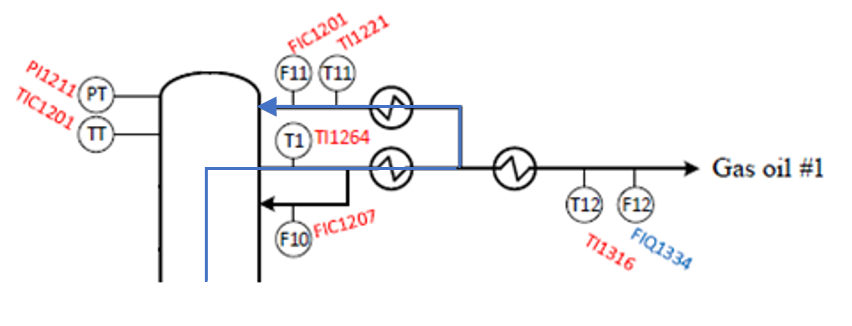 FIC1201
TI1221
PI1211
TIC1201
PT
TT
F11
T11
T1
TI1264
Gas oil #1
F10
FIC1207
T12
F12
TI1316
FIQ1334